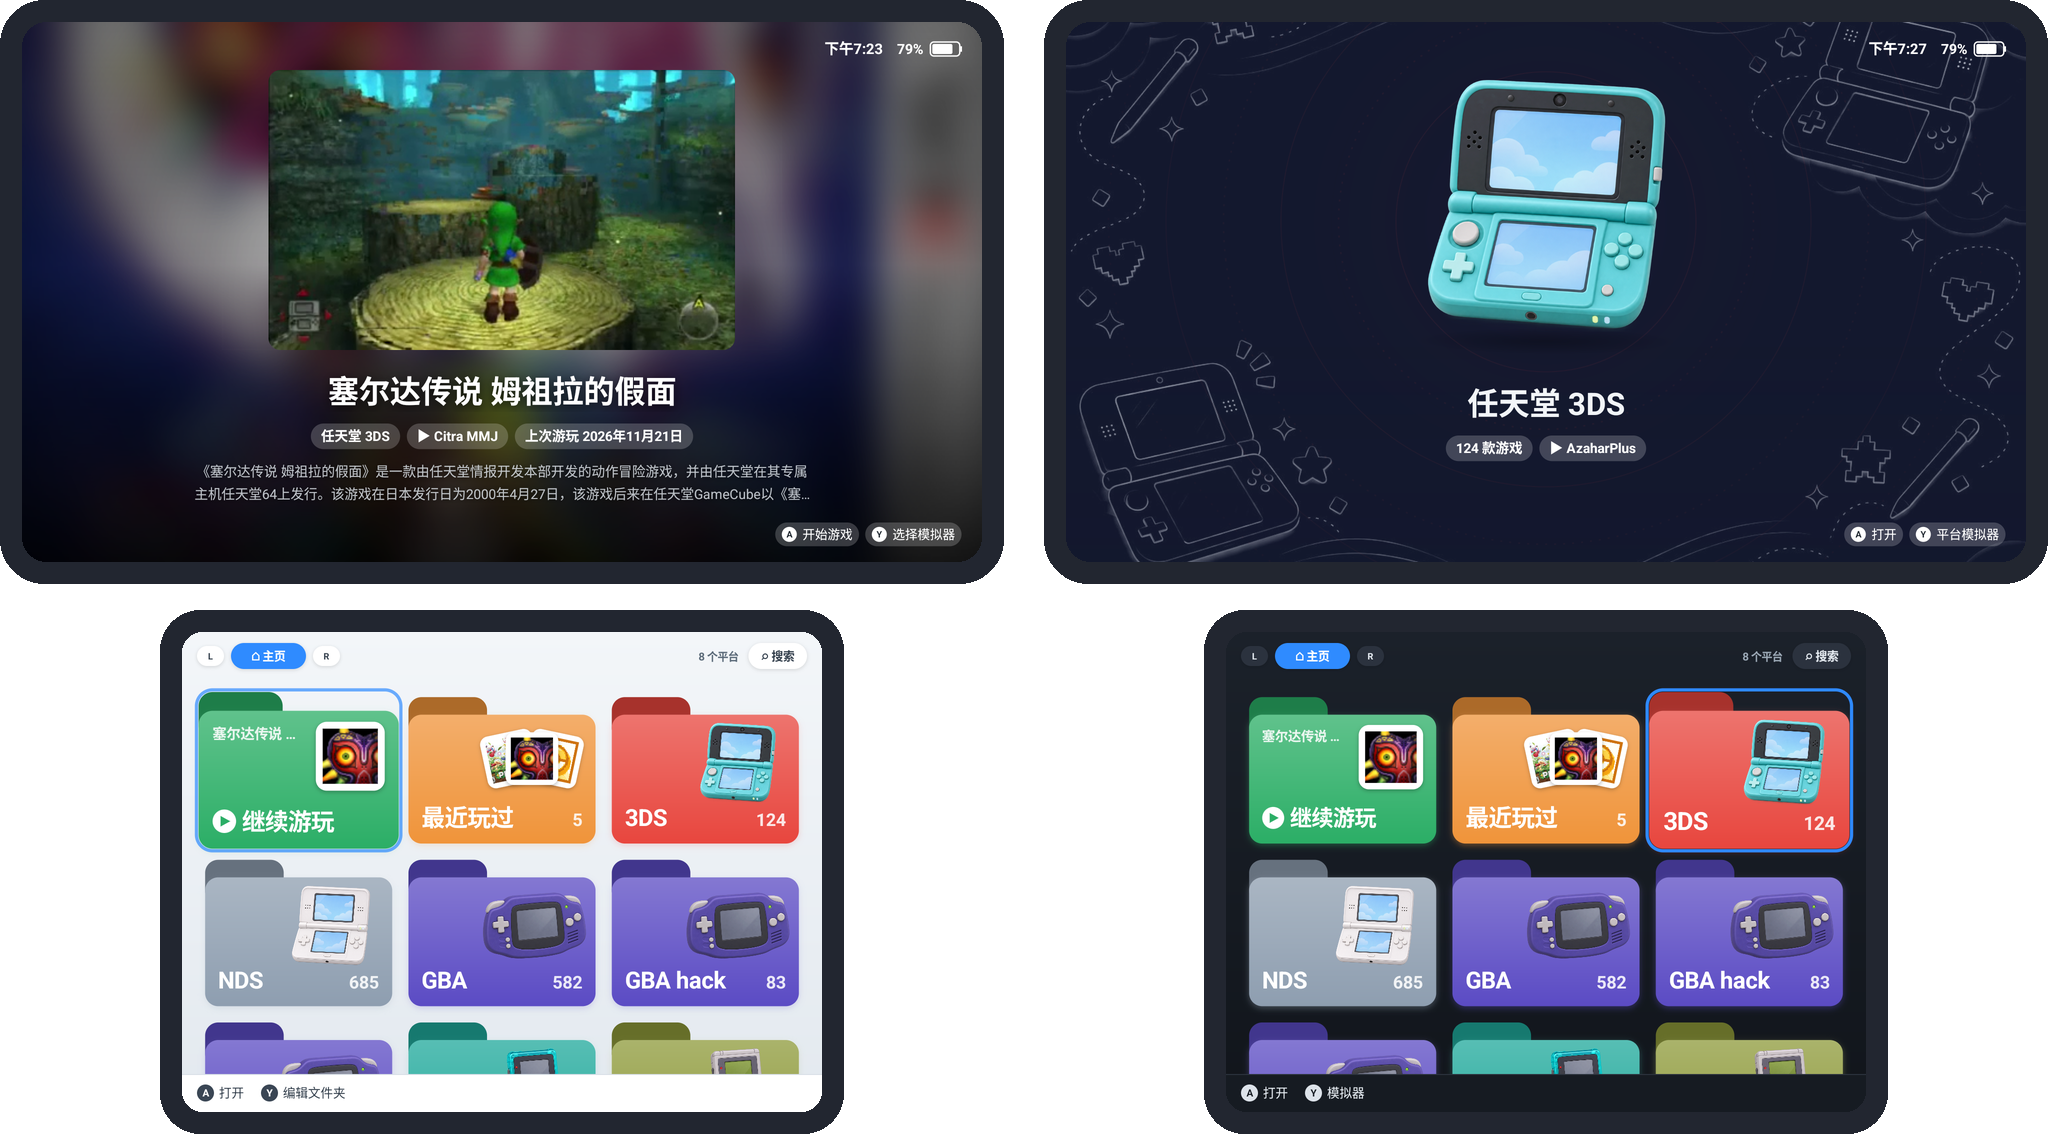 下午7:23 79%
塞尔达传说 姆祖拉的假面
任天堂 3DS ▶ Citra MMJ 上次游玩 2026年11月21日
《塞尔达传说 姆祖拉的假面》是一款由任天堂情报开发本部开发的动作冒险游戏，并由任天堂在其专属
主机任天堂64上发行。该游戏在日本发行日为2000年4月27日，该游戏后来在任天堂GameCube以《塞...
A 开始游戏 Y 选择模拟器
下午7:27 79%
任天堂 3DS
124 款游戏 ▶ AzaharPlus
A 打开 Y 平台模拟器
L 主页 R 8 个平台 搜索
塞尔达传说 ...
继续游玩
最近玩过 5
3DS 124
NDS 685
GBA 582
GBA hack 83
A 打开 Y 编辑文件夹
L 主页 R 8 个平台 搜索
塞尔达传说 ...
继续游玩
最近玩过 5
3DS 124
NDS 685
GBA 582
GBA hack 83
A 打开 Y 模拟器